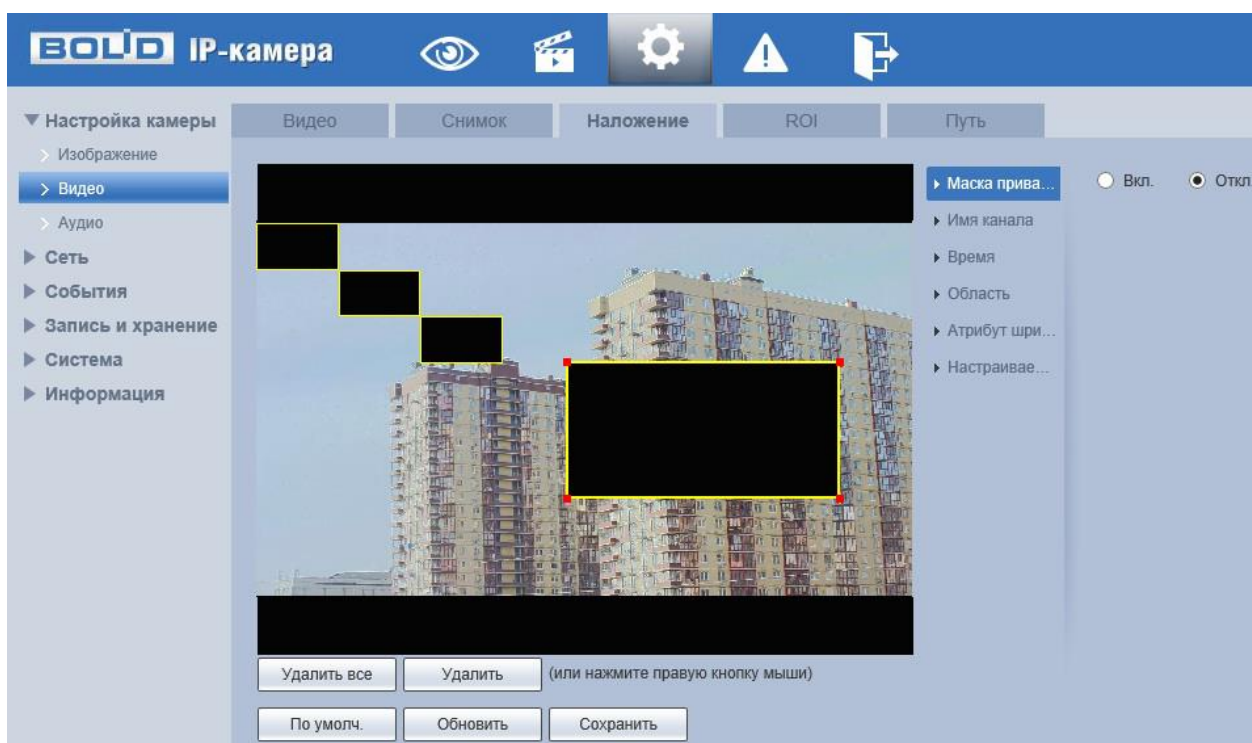 BOLID IP-камера
Настройка камеры
Изображение
Видео
Аудио
Сеть
События
Запись и хранение
Система
Информация
Видео Снимок Наложение ROI Путь
Маска прива...
Имя канала
Время
Область
Атрибут шри...
Настраивае...
Вкл. Откл
Удалить все Удалить (или нажмите правую кнопку мыши)
По умолч. Обновить Сохранить